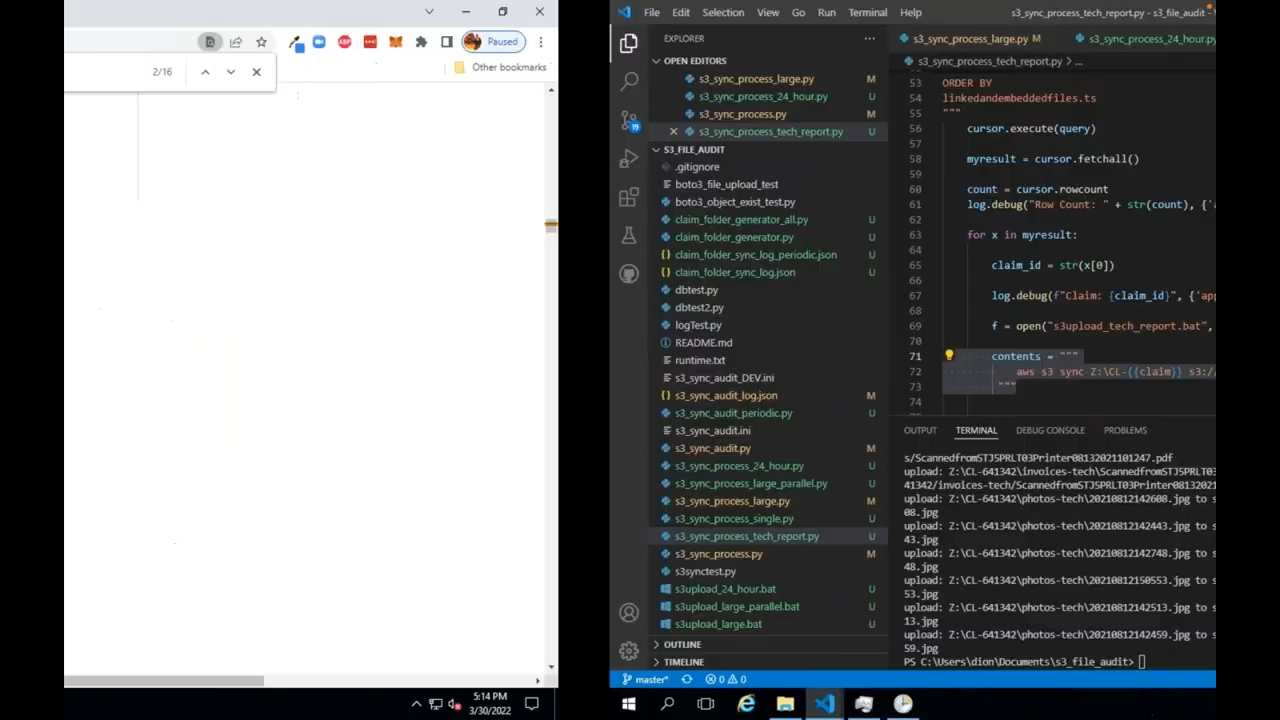 Paused
2/16
Other bookmarks
5:14 PM
3/30/2022
File Edit Selection View Go Run Terminal Help
s3_sync_process_tech_report.py - s3_file_audit
EXPLORER
s3_sync_process_large.py M
s3_sync_process_24_hour.py
OPEN EDITORS
s3_sync_process_large.py M
s3_sync_process_24_hour.py U
s3_sync_process.py M
s3_sync_process_tech_report.py U
S3_FILE_AUDIT
.gitignore
boto3_file_upload_test
boto3_object_exist_test.py
claim_folder_generator_all.py U
claim_folder_generator.py U
claim_folder_sync_log_periodic.json U
claim_folder_sync_log.json U
dbtest.py
dbtest2.py
logTest.py
README.md
runtime.txt
s3_sync_audit_DEV.ini
s3_sync_audit_log.json M
s3_sync_audit_periodic.py U
s3_sync_audit.ini
s3_sync_audit.py M
s3_sync_process_24_hour.py U
s3_sync_process_large_parallel.py U
s3_sync_process_large.py M
s3_sync_process_single.py U
s3_sync_process_tech_report.py U
s3_sync_process.py M
s3synctest.py
s3upload_24_hour.bat U
s3upload_large_parallel.bat U
s3upload_large.bat U
OUTLINE
TIMELINE
19
s3_sync_process_tech_report.py > ...
53 ORDER BY
54 linkedandembeddedfiles.ts
55 """
56 cursor.execute(query)
57
58 myresult = cursor.fetchall()
59
60 count = cursor.rowcount
61 log.debug("Row Count: " + str(count), {'a
62
63 for x in myresult:
64
65 claim_id = str(x[0])
66
67 log.debug(f"Claim: {claim_id}", {'app
68
69 f = open("s3upload_tech_report.bat",
70
71 contents = """
72 aws s3 sync Z:\CL-{{claim}} s3:/
73 """
74
OUTPUT TERMINAL DEBUG CONSOLE PROBLEMS
s/ScannedfromSTJ5PRLT03Printer08132021101247.pdf
upload: Z:\CL-641342\invoices-tech\ScannedfromSTJ5PRLT03
41342/invoices-tech/ScannedfromSTJ5PRLT03Printer08132021
upload: Z:\CL-641342\photos-tech\20210812142608.jpg to s
08.jpg
upload: Z:\CL-641342\photos-tech\20210812142443.jpg to s
43.jpg
upload: Z:\CL-641342\photos-tech\20210812142748.jpg to s
48.jpg
upload: Z:\CL-641342\photos-tech\20210812150553.jpg to s
53.jpg
upload: Z:\CL-641342\photos-tech\20210812142513.jpg to s
13.jpg
upload: Z:\CL-641342\photos-tech\20210812142459.jpg to s
59.jpg
PS C:\Users\dion\Documents\s3_file_audit>
master* 0 0